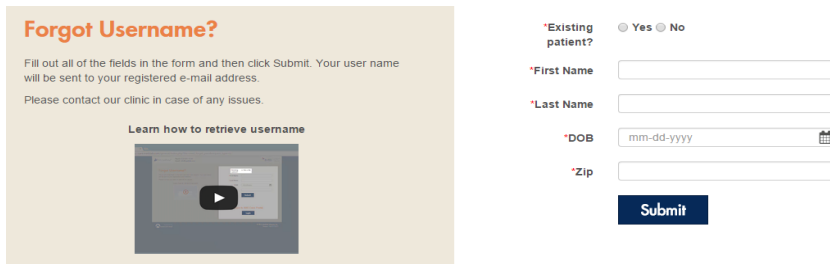 Forgot Username?
Fill out all of the fields in the form and then click Submit. Your user name
will be sent to your registered e-mail address.
Please contact our clinic in case of any issues.
Learn how to retrieve username
*Existing
patient?
Yes No
*First Name
*Last Name
*DOB
mm-dd-yyyy
*Zip
Submit